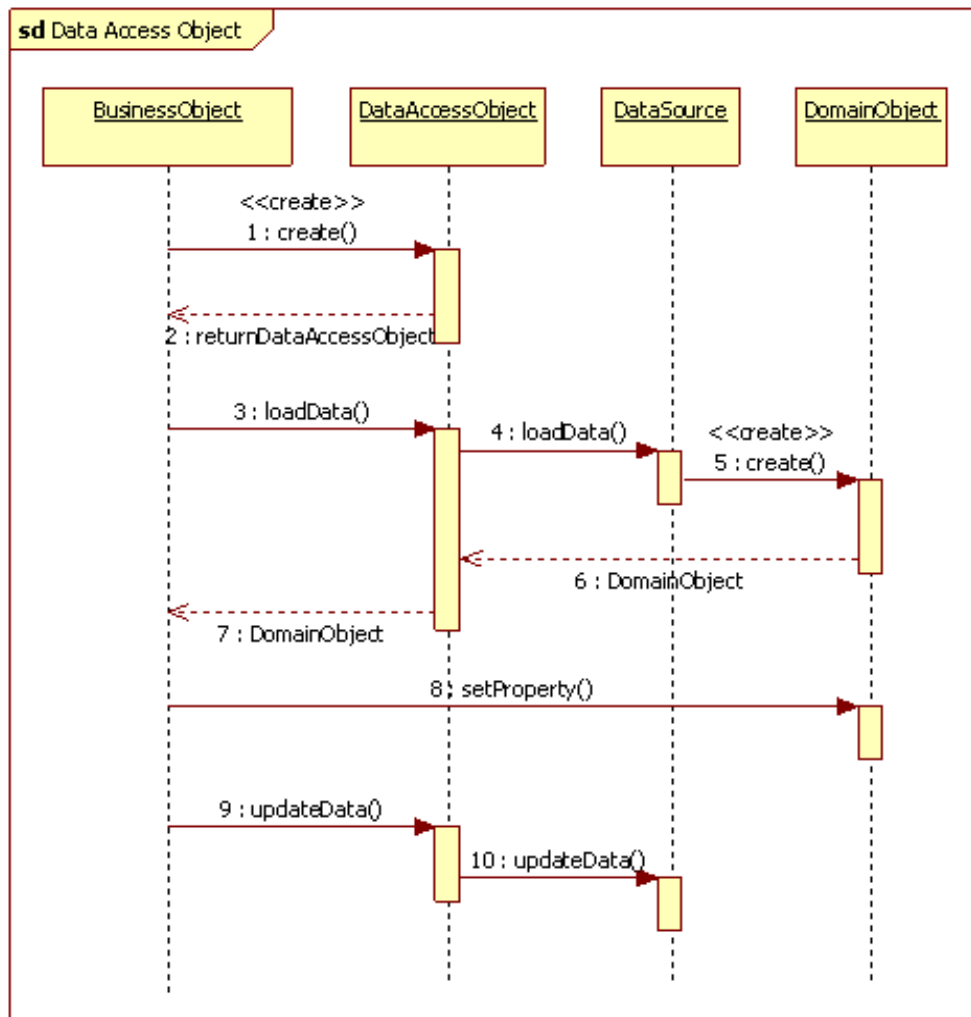 sd Data Access Object
BusinessObject
DataAccessObject
DataSource
DomainObject
<<create>>
1 : create()
2 : returnDataAccessObject
3 : loadData()
4 : loadData()
<<create>>
5 : create()
6 : DomainObject
7 : DomainObject
8 : setProperty()
9 : updateData()
10 : updateData()